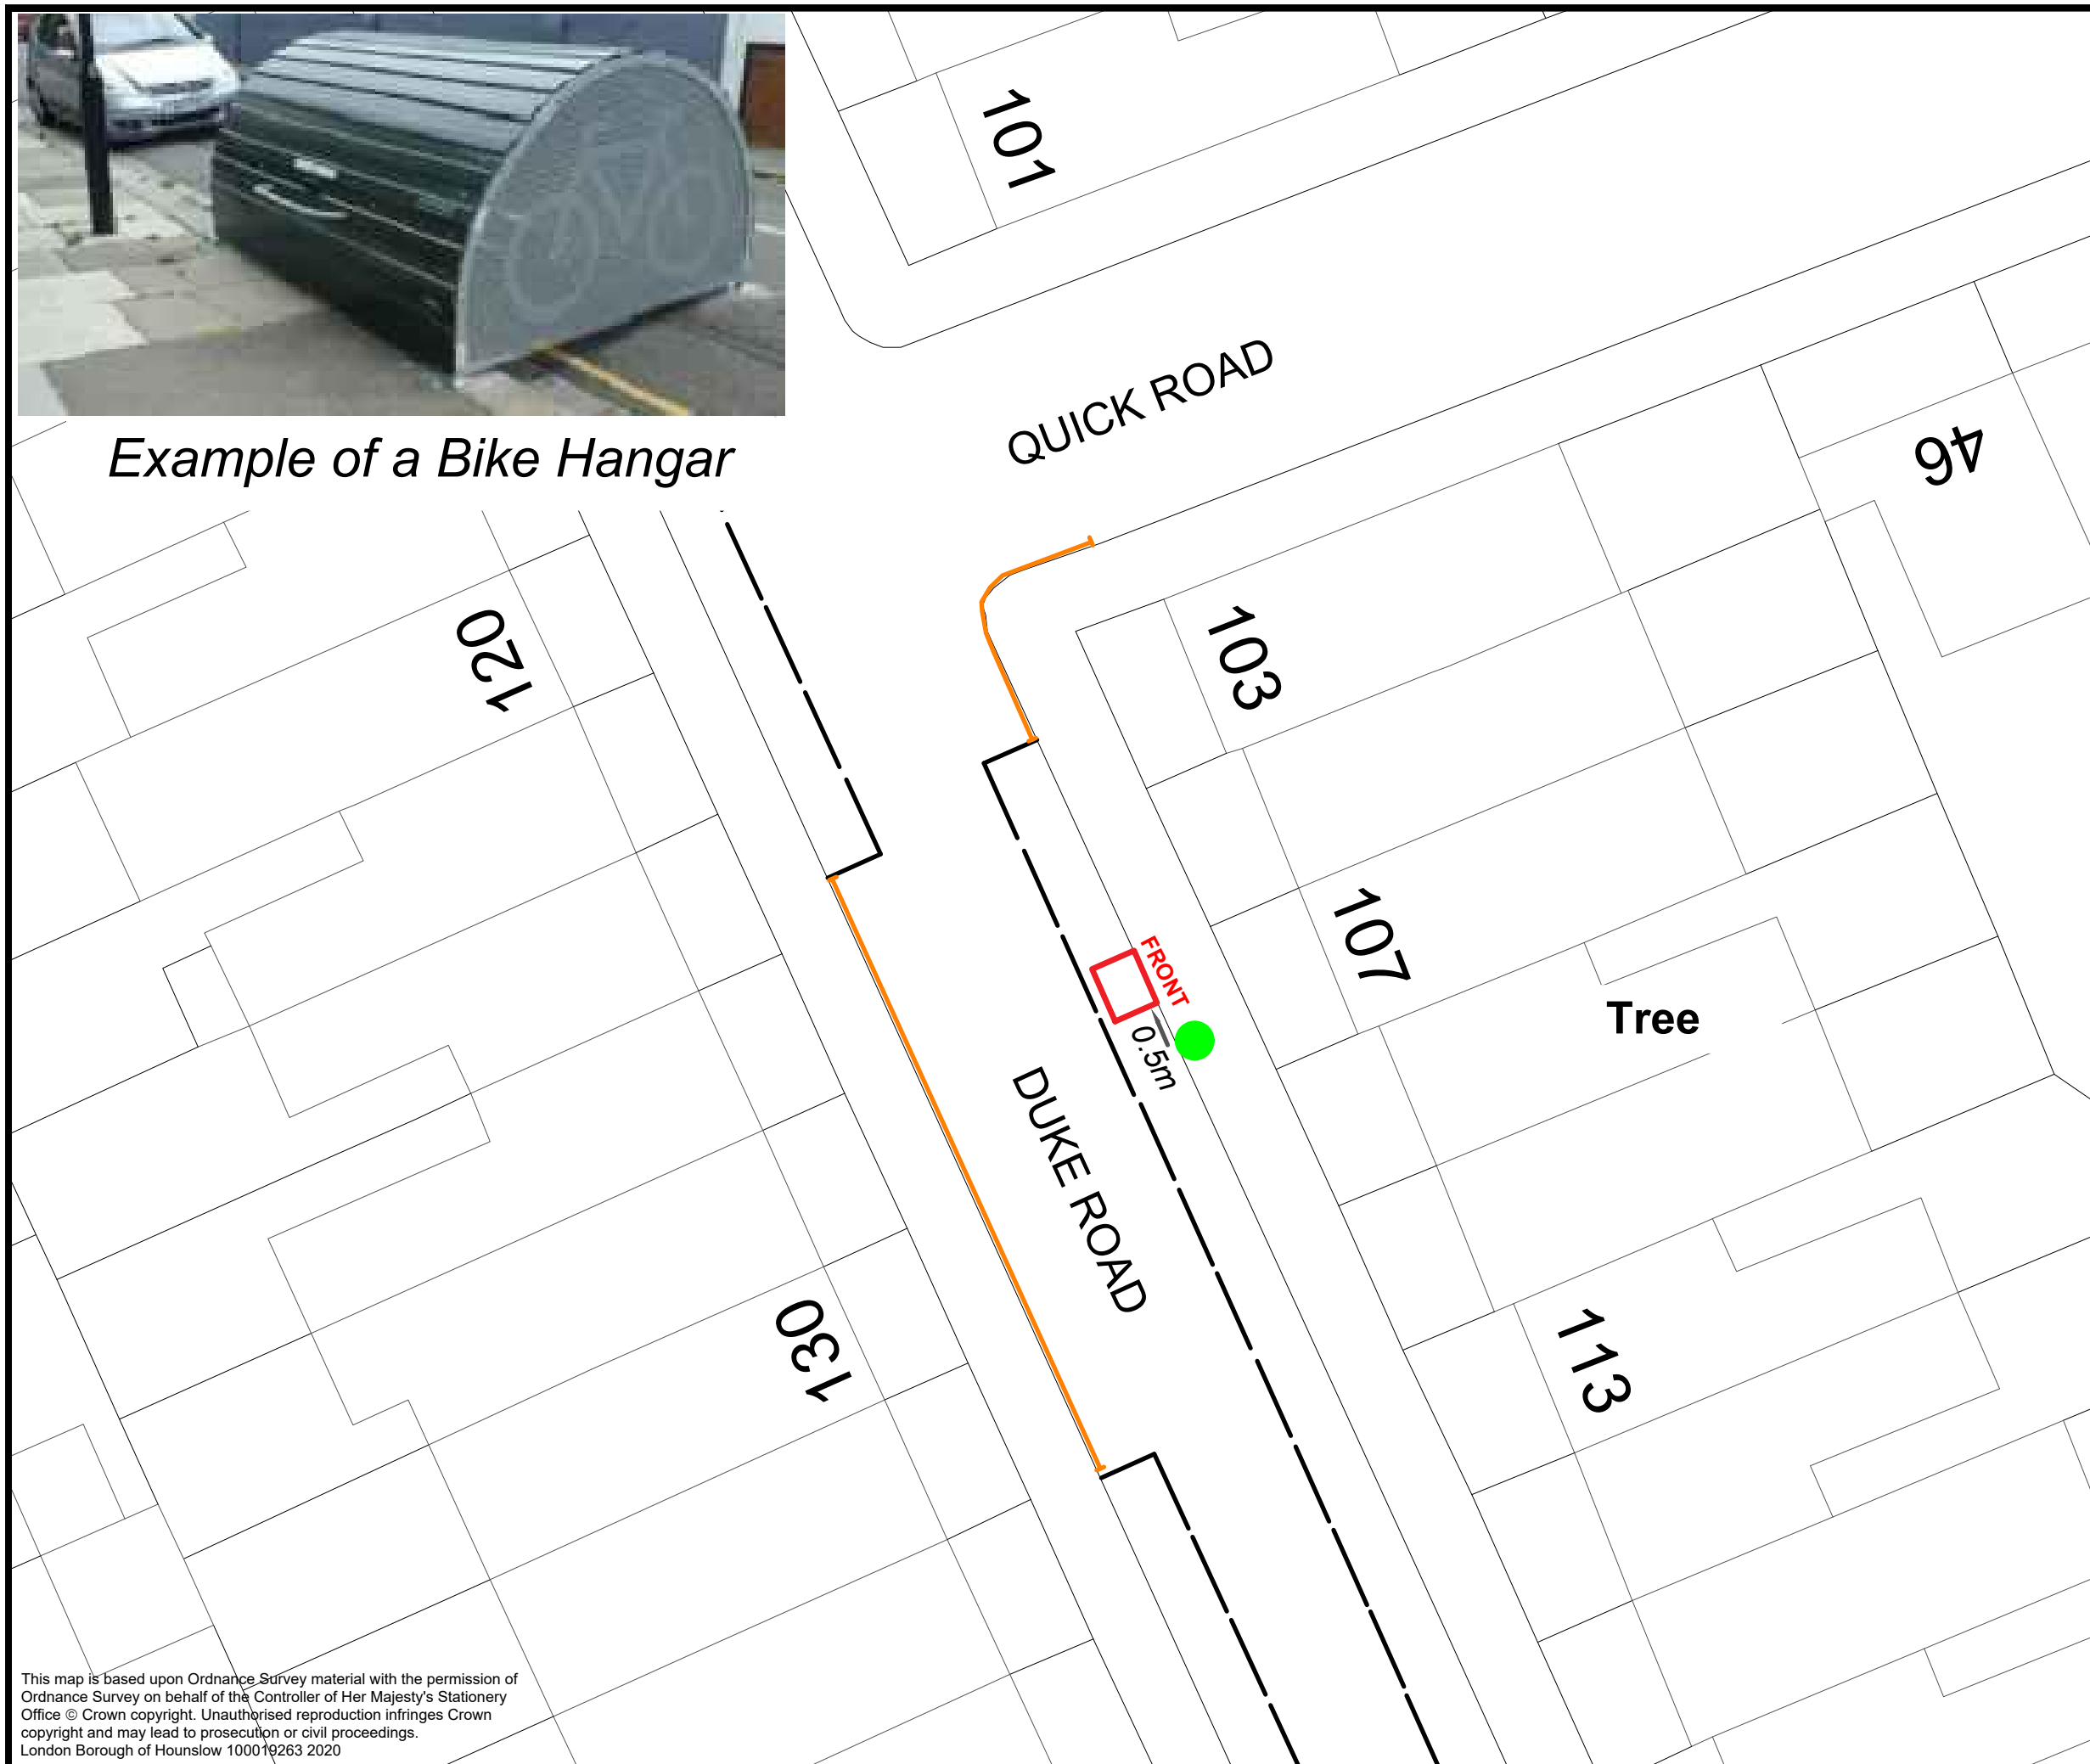 101
QUICK ROAD
Example of a Bike Hangar
46
120
103
107
FRONT
Tree
0.5m
DUKE ROAD
130
113
This map is based upon Ordnance Survey material with the permission of
Ordnance Survey on behalf of the Controller of Her Majesty's Stationery
Office © Crown copyright. Unauthorised reproduction infringes Crown
copyright and may lead to prosecution or civil proceedings.
London Borough of Hounslow 100019263 2020